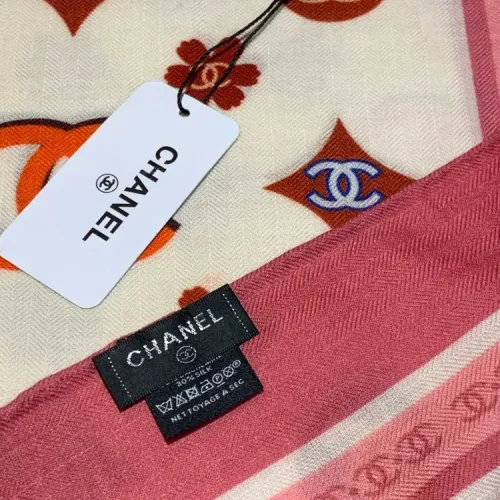 CHANEL
CHANEL
30% SILK
NETTOYAGE A SEC